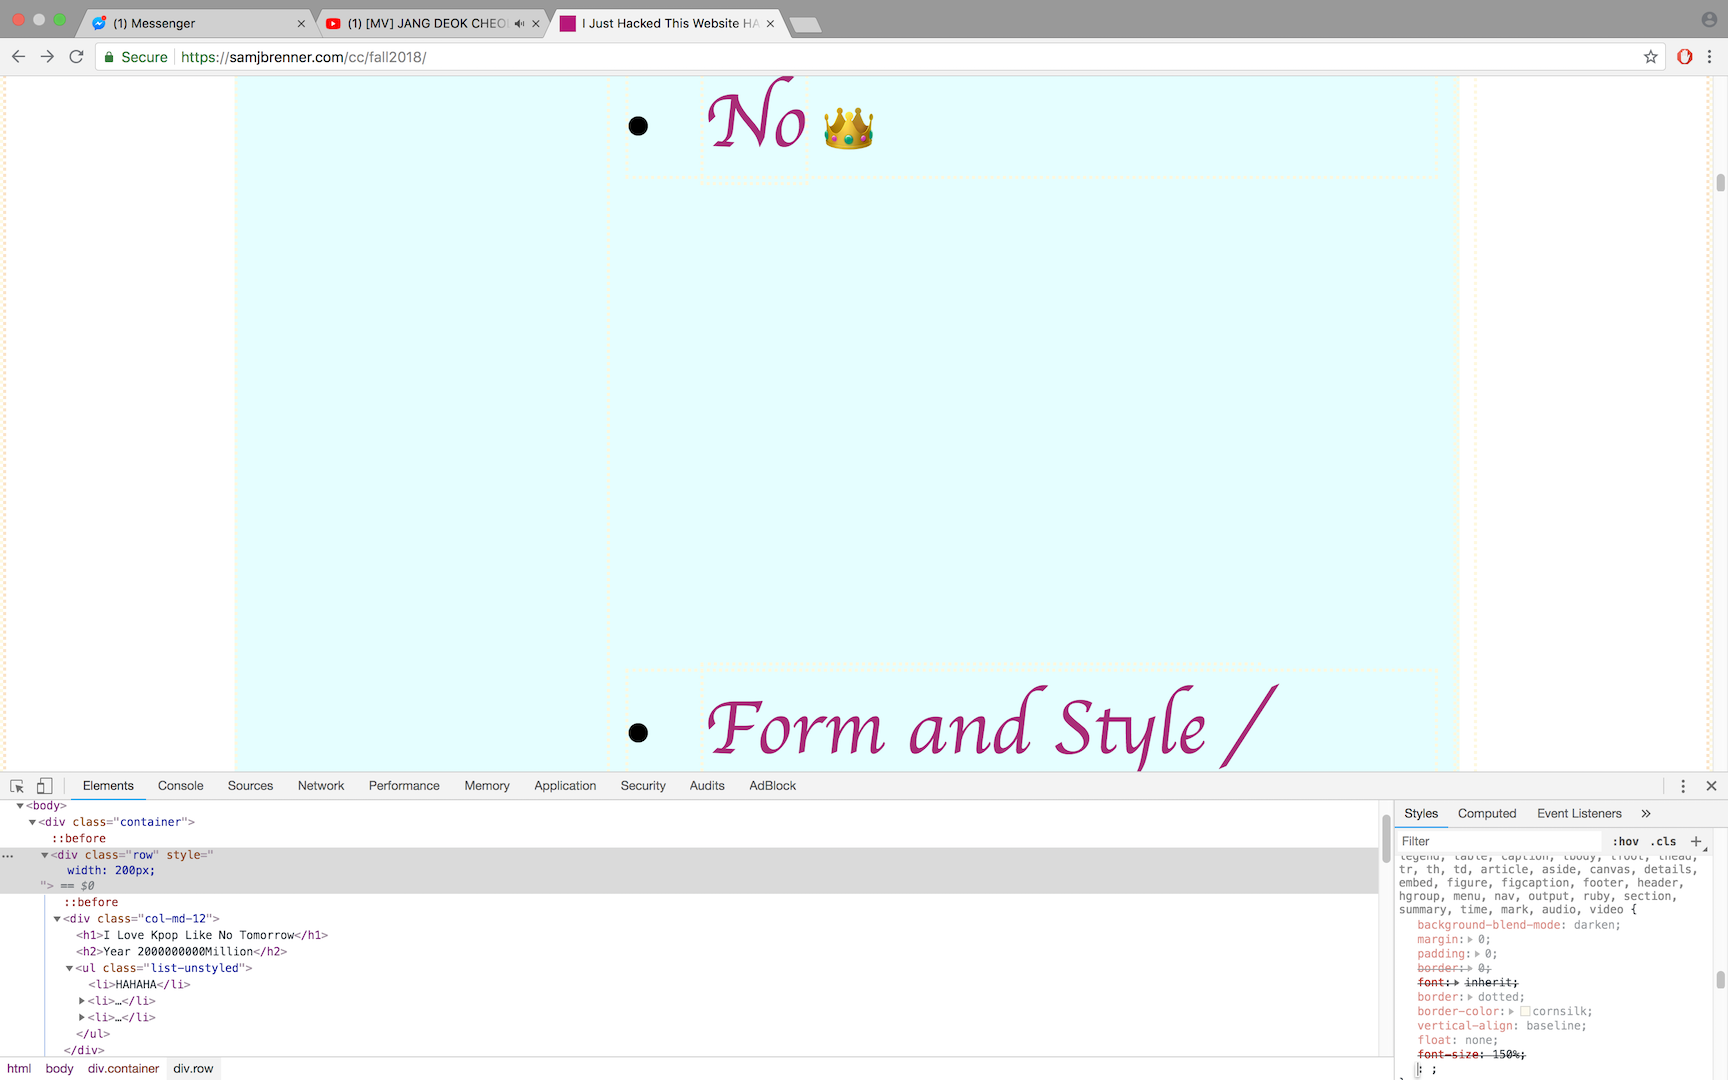 (1) Messenger
(1) [MV] JANG DEOK CHEO
I Just Hacked This Website HA
Secure https://samjbrenner.com/cc/fall2018/
No 👑
Form and Style /
Elements Console Sources Network Performance Memory Application Security Audits AdBlock
<body>
<div class="container">
::before
<div class="row" style="
width: 200px;
"> == $0
::before
<div class="col-md-12">
<h1>I Love Kpop Like No Tomorrow</h1>
<h2>Year 2000000000Million</h2>
<ul class="list-unstyled">
<li>HAHAHA</li>
<li>…</li>
<li>…</li>
</ul>
</div>
html body div.container div.row
Styles Computed Event Listeners »
Filter :hov .cls +
legend, table, caption, tbody, tfoot, thead,
tr, th, td, article, aside, canvas, details,
embed, figure, figcaption, footer, header,
hgroup, menu, nav, output, ruby, section,
summary, time, mark, audio, video {
background-blend-mode: darken;
margin: 0;
padding: 0;
border: 0;
font: inherit;
border: dotted;
border-color: cornsilk;
vertical-align: baseline;
float: none;
font-size: 150%;
: ;